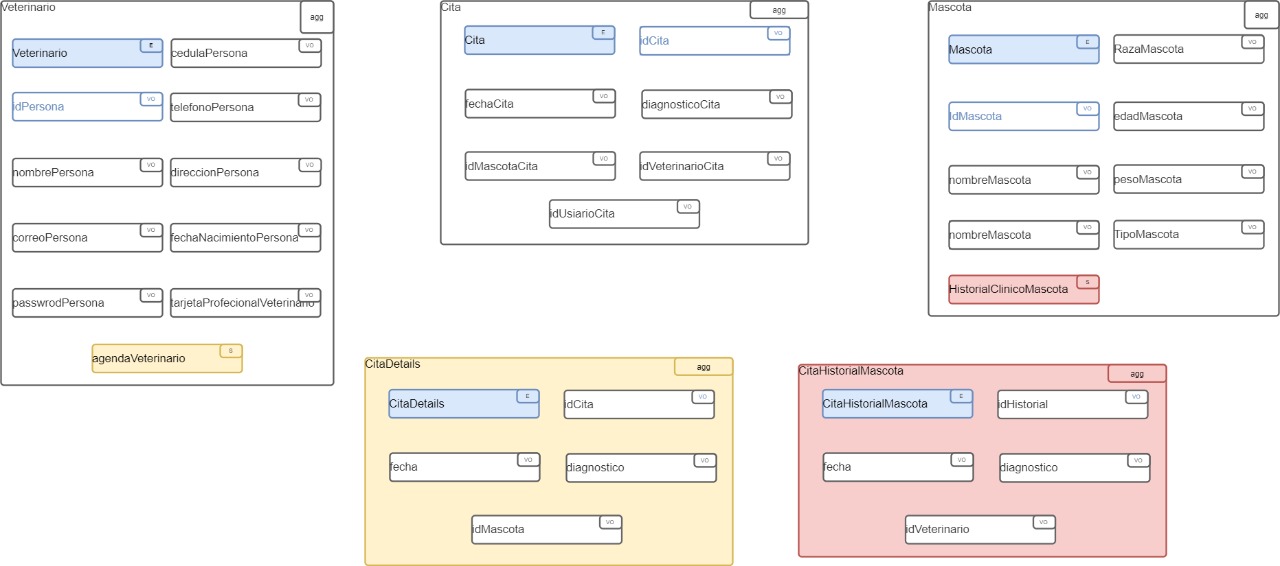 Veterinario
agg
Veterinario
E
cedulaPersona
VO
idPersona
VO
telefonoPersona
VO
nombrePersona
VO
direccionPersona
VO
correoPersona
VO
fechaNacimientoPersona
VO
passwrodPersona
VO
tarjetaProfecionalVeterinario
VO
agendaVeterinario
B
Cita
agg
Cita
E
idCita
VO
fechaCita
VO
diagnosticoCita
VO
idMascotaCita
VO
idVeterinarioCita
VO
idUsiarioCita
VO
Mascota
agg
Mascota
E
RazaMascota
VO
IdMascota
VO
edadMascota
VO
nombreMascota
VO
pesoMascota
VO
nombreMascota
VO
TipoMascota
VO
HistorialClinicoMascota
S
CitaDetails
agg
CitaDetails
E
idCita
VO
fecha
VO
diagnostico
VO
idMascota
VO
CitaHistorialMascota
agg
CitaHistorialMascota
E
idHistorial
VO
fecha
VO
diagnostico
VO
idVeterinario
VO